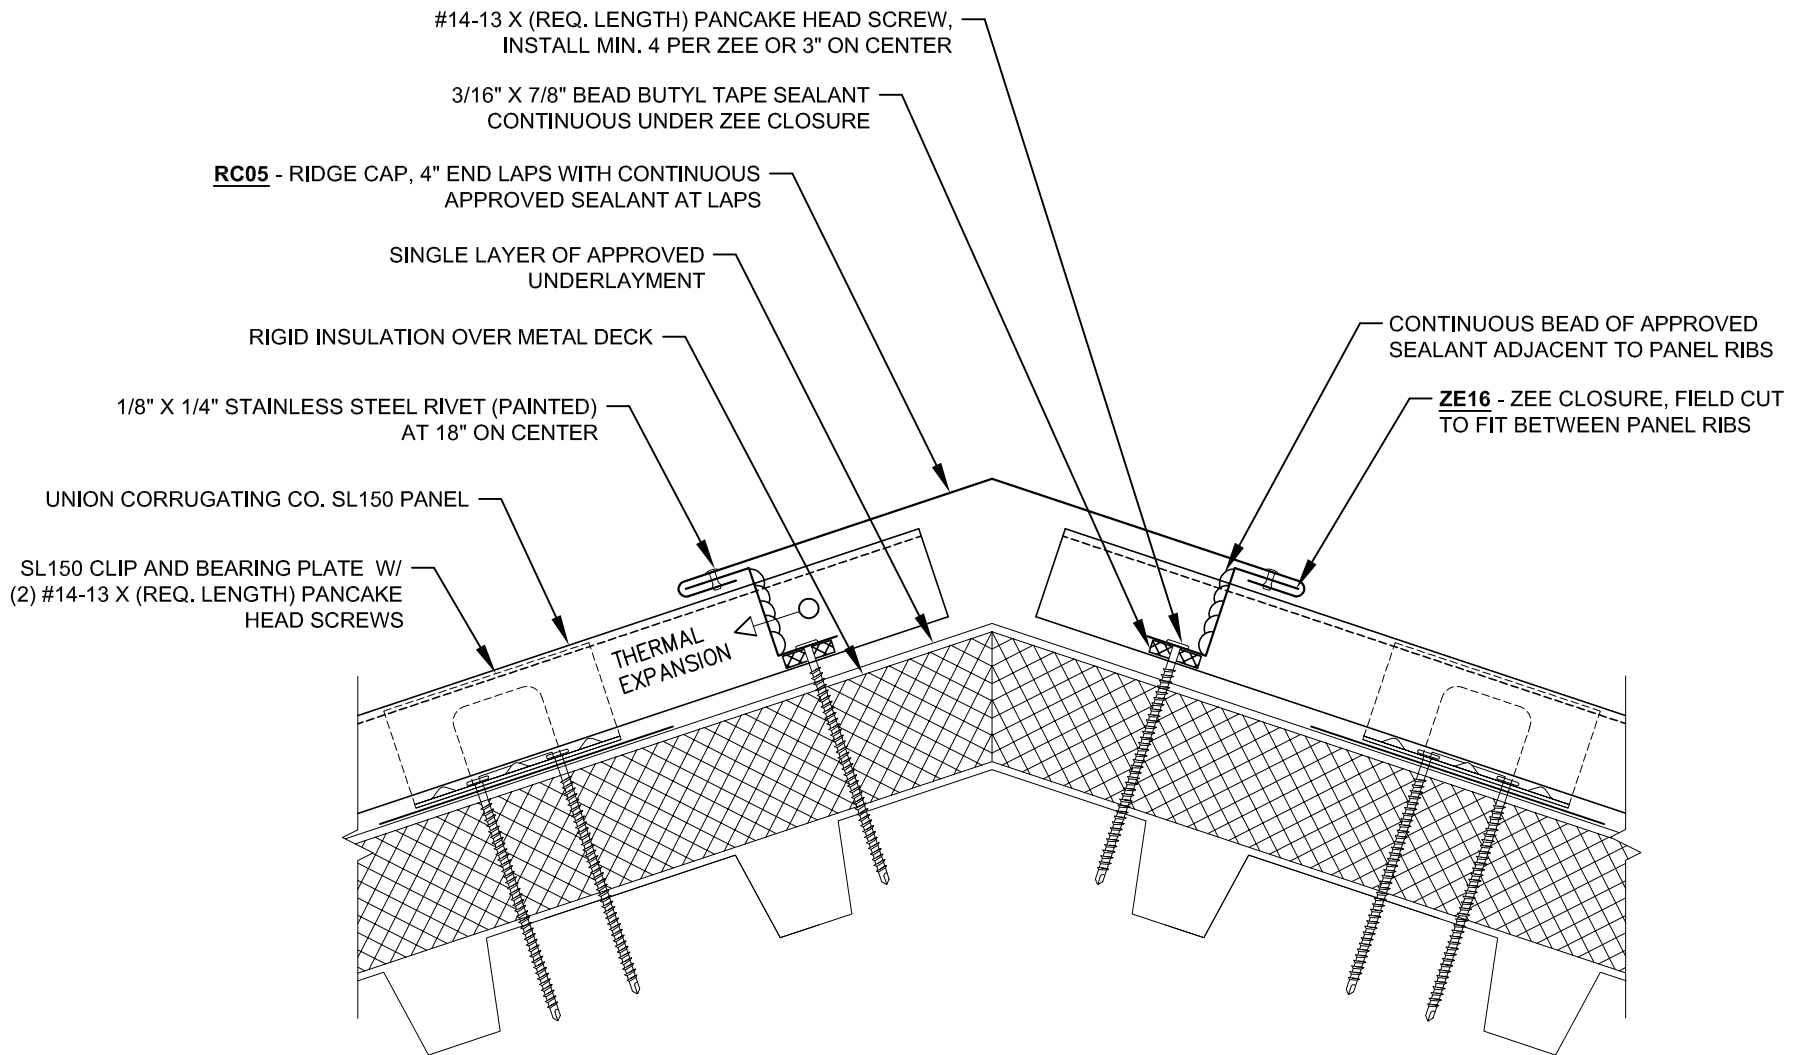 #14-13 X (REQ. LENGTH) PANCAKE HEAD SCREW,
INSTALL MIN. 4 PER ZEE OR 3" ON CENTER
3/16" X 7/8" BEAD BUTYL TAPE SEALANT
CONTINUOUS UNDER ZEE CLOSURE
RC05 - RIDGE CAP, 4" END LAPS WITH CONTINUOUS
APPROVED SEALANT AT LAPS
SINGLE LAYER OF APPROVED
UNDERLAYMENT
RIGID INSULATION OVER METAL DECK
1/8" X 1/4" STAINLESS STEEL RIVET (PAINTED)
AT 18" ON CENTER
UNION CORRUGATING CO. SL150 PANEL
SL150 CLIP AND BEARING PLATE W/
(2) #14-13 X (REQ. LENGTH) PANCAKE
HEAD SCREWS
CONTINUOUS BEAD OF APPROVED
SEALANT ADJACENT TO PANEL RIBS
ZE16 - ZEE CLOSURE, FIELD CUT
TO FIT BETWEEN PANEL RIBS
THERMAL
EXPANSION